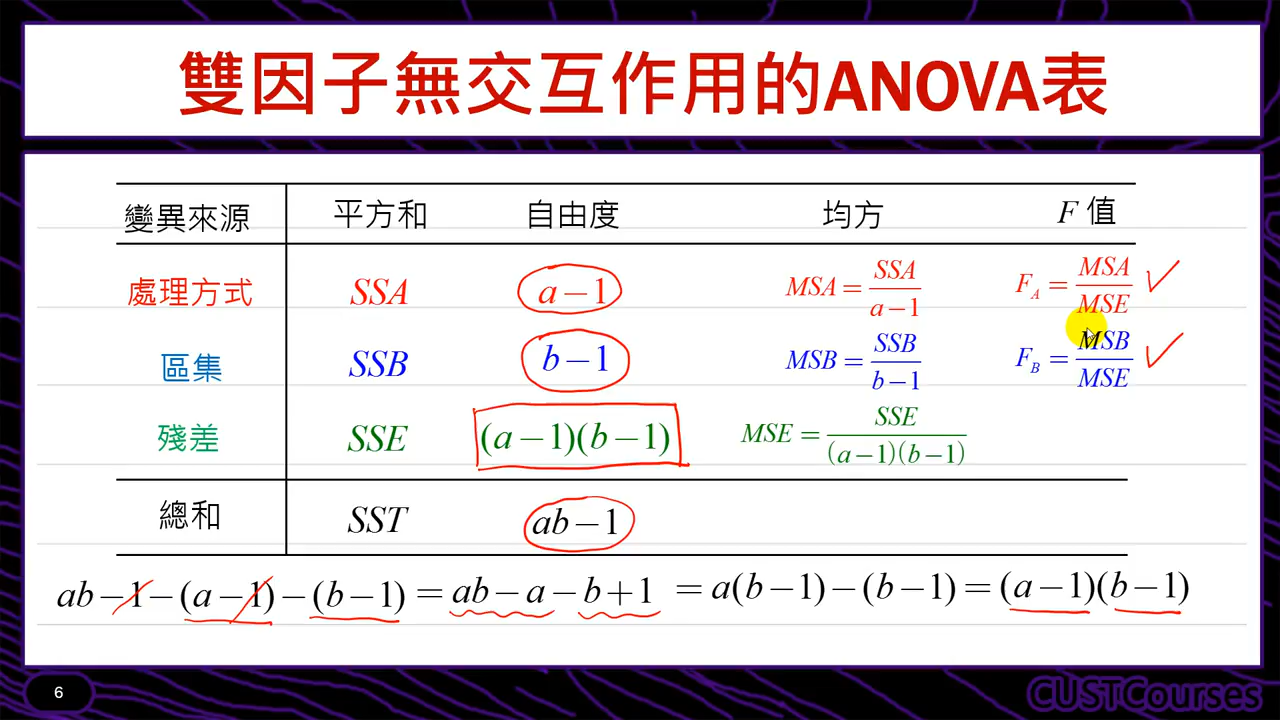 雙因子無交互作用的ANOVA表
變異來源 平方和 自由度 均方 F 值
處理方式 SSA a−1 MSA = SSA/(a−1) F_A = MSA/MSE
區集 SSB b−1 MSB = SSB/(b−1) F_B = MSB/MSE
殘差 SSE (a−1)(b−1) MSE = SSE/((a−1)(b−1))
總和 SST ab−1
ab−1−(a−1)−(b−1) = ab−a−b+1 = a(b−1)−(b−1) = (a−1)(b−1)
6
CUSTCourses